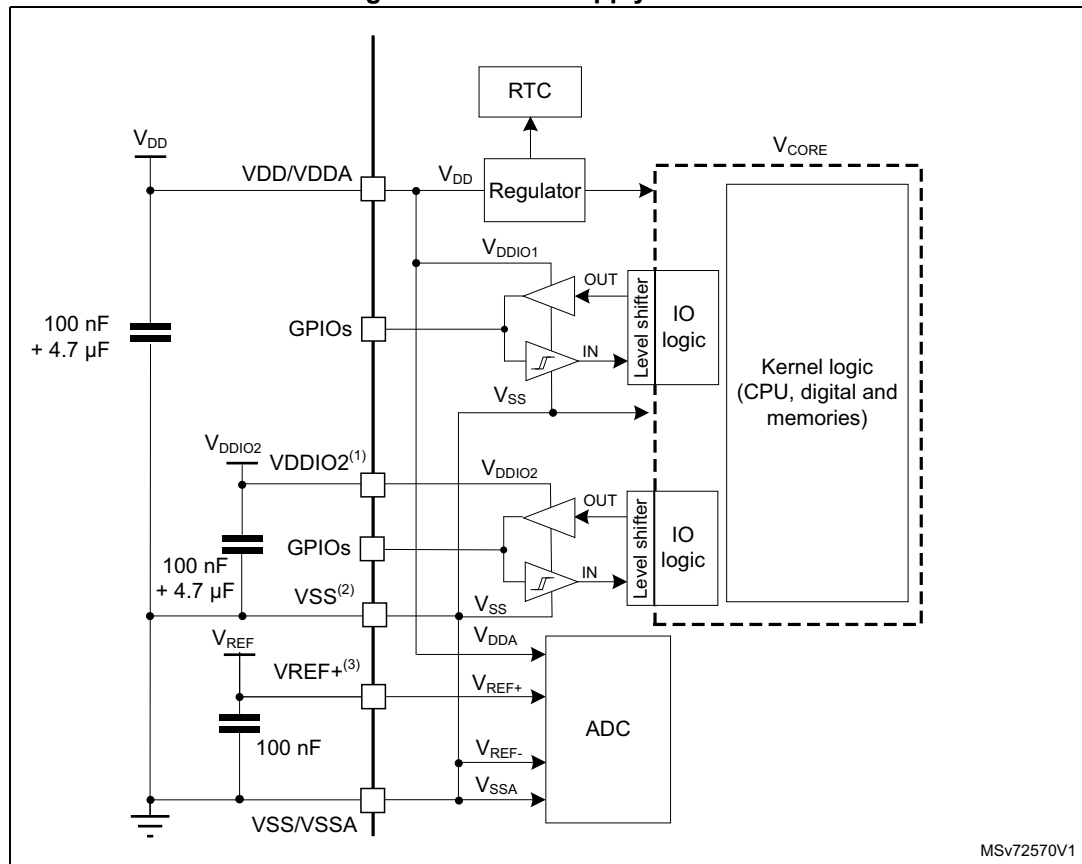 RTC
VDD
VCORE
VDD/VDDA
VDD
Regulator
VDDIO1
OUT
GPIOs
Level shifter
IO
logic
100 nF
+ 4.7 µF
IN
Kernel logic
(CPU, digital and
memories)
VSS
VDDIO2
VDDIO2(1)
VDDIO2
OUT
GPIOs
Level shifter
IO
logic
100 nF
+ 4.7 µF
IN
VSS(2)
VSS
VDDA
VREF
VREF+(3)
VREF+
ADC
100 nF
VREF-
VSSA
VSS/VSSA
MSv72570V1